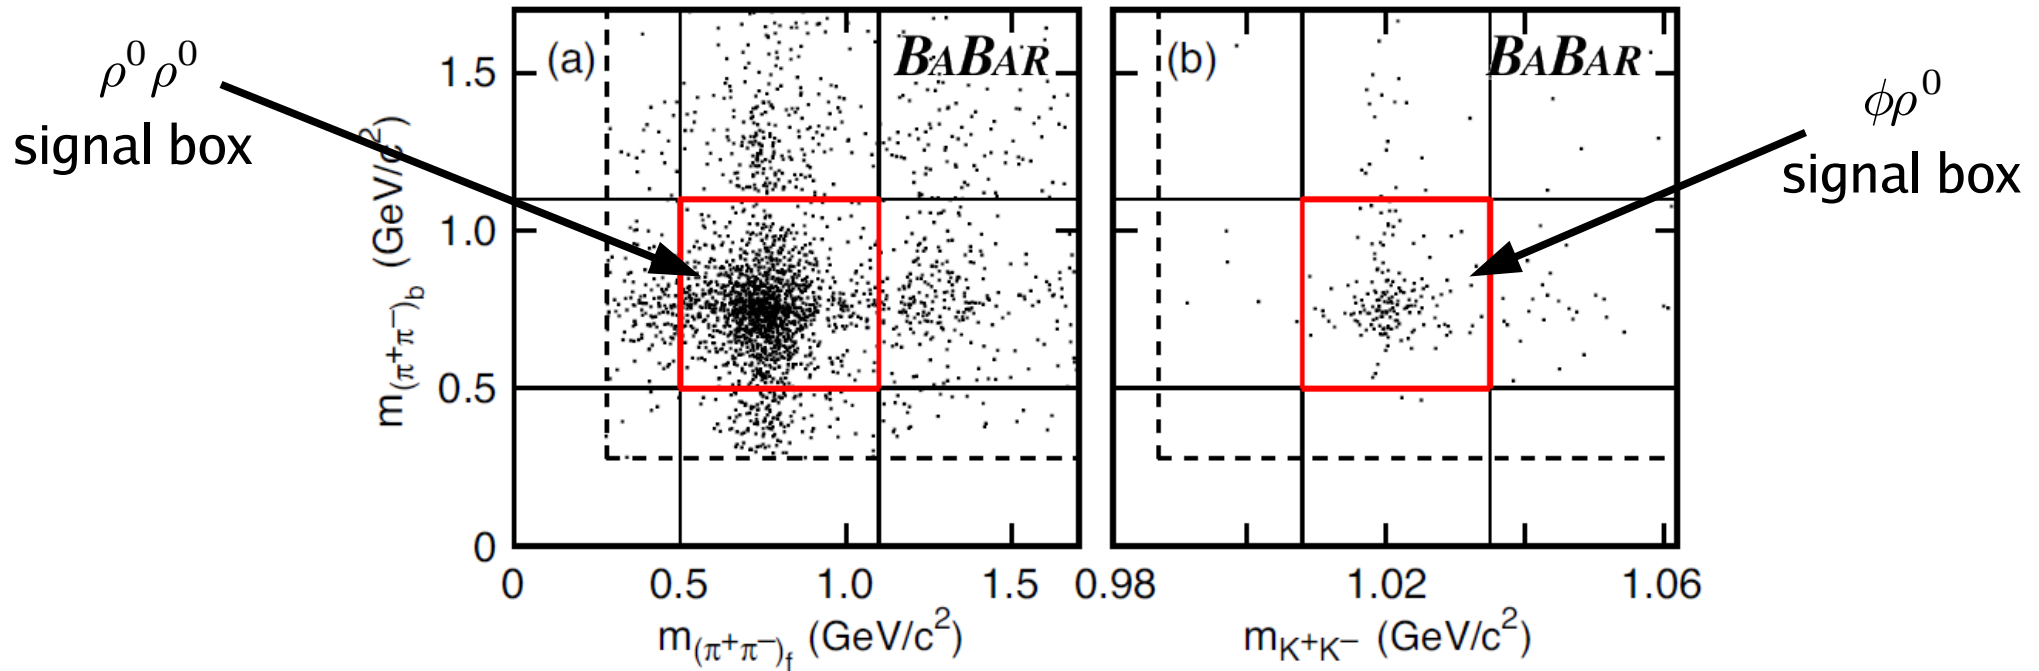 ρ⁰ρ⁰
signal box
(a)
BABAR
(b)
BABAR
ϕρ⁰
signal box
m(π⁺π⁻)b (GeV/c²)
1.5
1.0
0.5
0
0
0.5
1.0
1.5
0.98
1.02
1.06
m(π⁺π⁻)f (GeV/c²)
mK⁺K⁻ (GeV/c²)